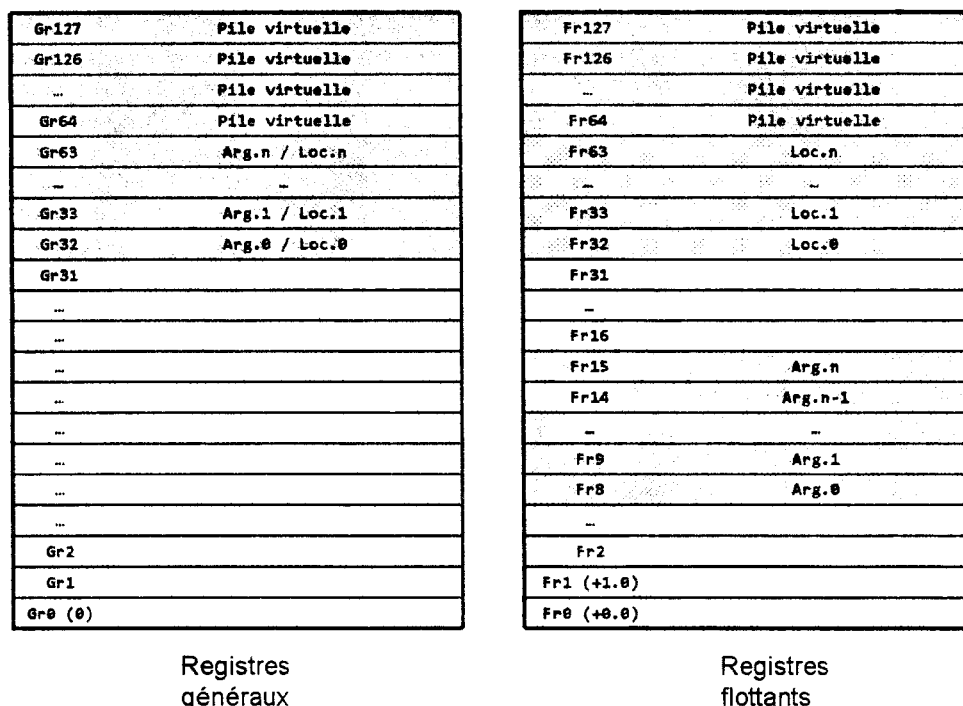 Gr127 Pile virtuelle
Gr126 Pile virtuelle
… Pile virtuelle
Gr64 Pile virtuelle
Gr63 Arg.n / Loc.n
… …
Gr33 Arg.1 / Loc.1
Gr32 Arg.0 / Loc.0
Gr31
…
…
…
…
…
…
…
…
Gr2
Gr1
Gr0 (0)
Registres
généraux
Fr127 Pile virtuelle
Fr126 Pile virtuelle
… Pile virtuelle
Fr64 Pile virtuelle
Fr63 Loc.n
… …
Fr33 Loc.1
Fr32 Loc.0
Fr31
…
Fr16
Fr15 Arg.n
Fr14 Arg.n-1
… …
Fr9 Arg.1
Fr8 Arg.0
…
Fr2
Fr1 (+1.0)
Fr0 (+0.0)
Registres
flottants